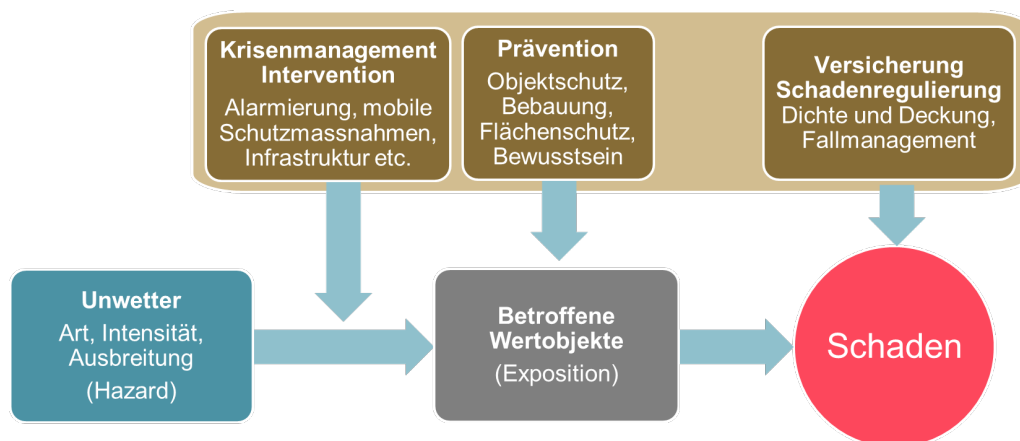 Krisenmanagement
Intervention
Alarmierung, mobile
Schutzmassnahmen,
Infrastruktur etc.
Prävention
Objektschutz,
Bebauung,
Flächenschutz,
Bewusstsein
Versicherung
Schadenregulierung
Dichte und Deckung,
Fallmanagement
Unwetter
Art, Intensität,
Ausbreitung
(Hazard)
Betroffene
Wertobjekte
(Exposition)
Schaden